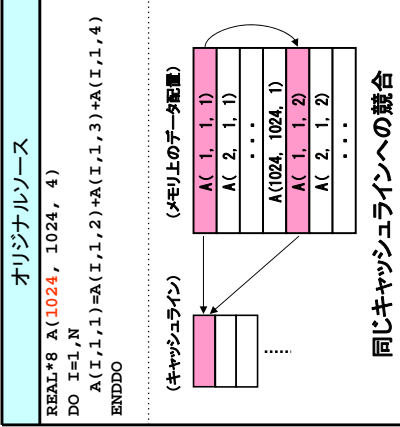 オリジナルソース
REAL*8 A(1024, 1024, 4)
DO I=1,N
A(I,1,1)=A(I,1,2)+A(I,1,3)+A(I,1,4)
ENDDO
(キャッシュライン)
(メモリ上のデータ配置)
A( 1, 1, 1)
A( 2, 1, 1)
・・・
A(1024, 1024, 1)
A( 1, 1, 2)
A( 2, 1, 2)
・・・
同じキャッシュラインへの競合